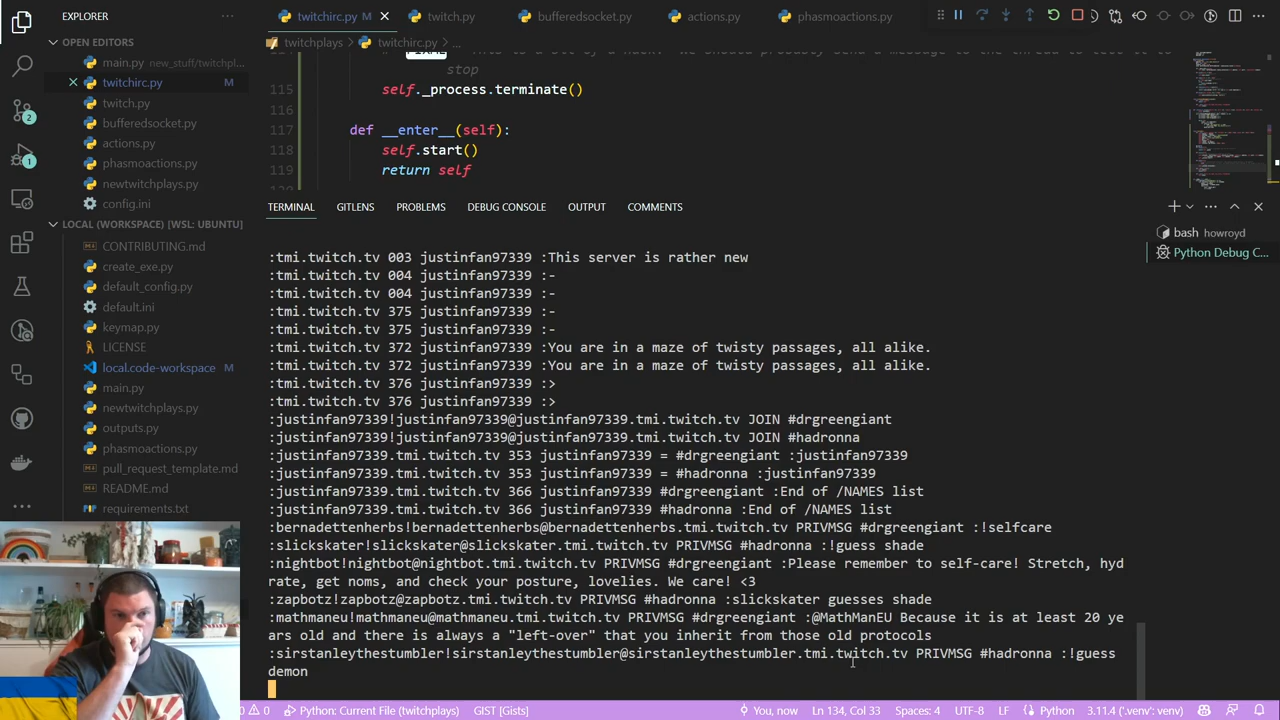 EXPLORER
twitchirc.py M
twitch.py
bufferedsocket.py
actions.py
phasmoactions.py
OPEN EDITORS
main.py new_stuff/twitchpl...
twitchirc.py M
twitch.py
bufferedsocket.py
actions.py
phasmoactions.py
newtwitchplays.py
config.ini
LOCAL (WORKSPACE) [WSL: UBUNTU]
CONTRIBUTING.md
create_exe.py
default_config.py
default.ini
keymap.py
LICENSE
local.code-workspace M
main.py
newtwitchplays.py
outputs.py
phasmoactions.py
pull_request_template.md
README.md
requirements.txt
twitchplays > twitchirc.py > ...
stop
115 self._process.terminate()
116
117 def __enter__(self):
118 self.start()
119 return self
TERMINAL GITLENS PROBLEMS DEBUG CONSOLE OUTPUT COMMENTS
bash howroyd
Python Debug C...
:tmi.twitch.tv 003 justinfan97339 :This server is rather new
:tmi.twitch.tv 004 justinfan97339 :-
:tmi.twitch.tv 004 justinfan97339 :-
:tmi.twitch.tv 375 justinfan97339 :-
:tmi.twitch.tv 375 justinfan97339 :-
:tmi.twitch.tv 372 justinfan97339 :You are in a maze of twisty passages, all alike.
:tmi.twitch.tv 372 justinfan97339 :You are in a maze of twisty passages, all alike.
:tmi.twitch.tv 376 justinfan97339 :>
:tmi.twitch.tv 376 justinfan97339 :>
:justinfan97339!justinfan97339@justinfan97339.tmi.twitch.tv JOIN #drgreengiant
:justinfan97339!justinfan97339@justinfan97339.tmi.twitch.tv JOIN #hadronna
:justinfan97339.tmi.twitch.tv 353 justinfan97339 = #drgreengiant :justinfan97339
:justinfan97339.tmi.twitch.tv 353 justinfan97339 = #hadronna :justinfan97339
:justinfan97339.tmi.twitch.tv 366 justinfan97339 #drgreengiant :End of /NAMES list
:justinfan97339.tmi.twitch.tv 366 justinfan97339 #hadronna :End of /NAMES list
:bernadettenherbs!bernadettenherbs@bernadettenherbs.tmi.twitch.tv PRIVMSG #drgreengiant :!selfcare
:slickskater!slickskater@slickskater.tmi.twitch.tv PRIVMSG #hadronna :!guess shade
:nightbot!nightbot@nightbot.tmi.twitch.tv PRIVMSG #drgreengiant :Please remember to self-care! Stretch, hyd
rate, get noms, and check your posture, lovelies. We care! <3
:zapbotz!zapbotz@zapbotz.tmi.twitch.tv PRIVMSG #hadronna :slickskater guesses shade
:mathmaneu!mathmaneu@mathmaneu.tmi.twitch.tv PRIVMSG #drgreengiant :@MathManEU Because it is at least 20 ye
ars old and there is always a "left-over" that you inherit from those old protocols
:sirstanleythestumbler!sirstanleythestumbler@sirstanleythestumbler.tmi.twitch.tv PRIVMSG #hadronna :!guess
demon
0 Python: Current File (twitchplays) GIST [Gists] You, now Ln 134, Col 33 Spaces: 4 UTF-8 LF Python 3.11.4 ('.venv': venv)